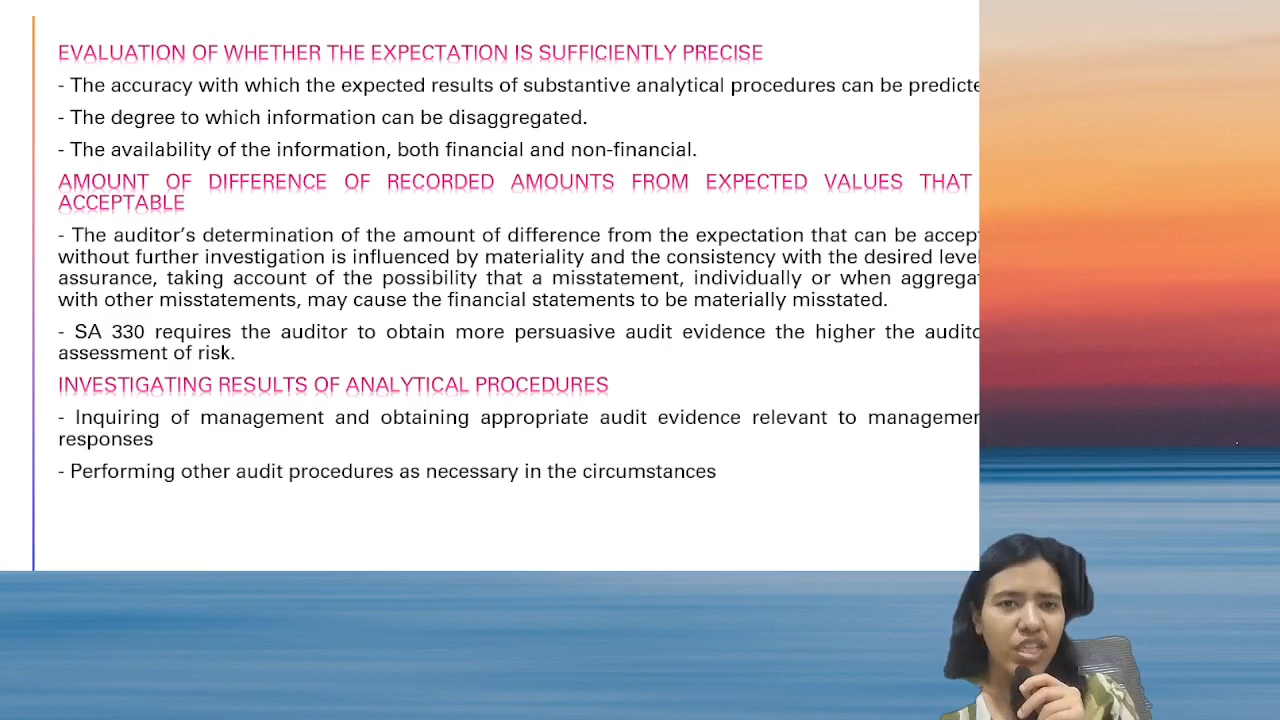 EVALUATION OF WHETHER THE EXPECTATION IS SUFFICIENTLY PRECISE
- The accuracy with which the expected results of substantive analytical procedures can be predicte
- The degree to which information can be disaggregated.
- The availability of the information, both financial and non-financial.
AMOUNT OF DIFFERENCE OF RECORDED AMOUNTS FROM EXPECTED VALUES THAT
ACCEPTABLE
- The auditor's determination of the amount of difference from the expectation that can be accept
without further investigation is influenced by materiality and the consistency with the desired level
assurance, taking account of the possibility that a misstatement, individually or when aggregat
with other misstatements, may cause the financial statements to be materially misstated.
- SA 330 requires the auditor to obtain more persuasive audit evidence the higher the audito
assessment of risk.
INVESTIGATING RESULTS OF ANALYTICAL PROCEDURES
- Inquiring of management and obtaining appropriate audit evidence relevant to managemen
responses
- Performing other audit procedures as necessary in the circumstances